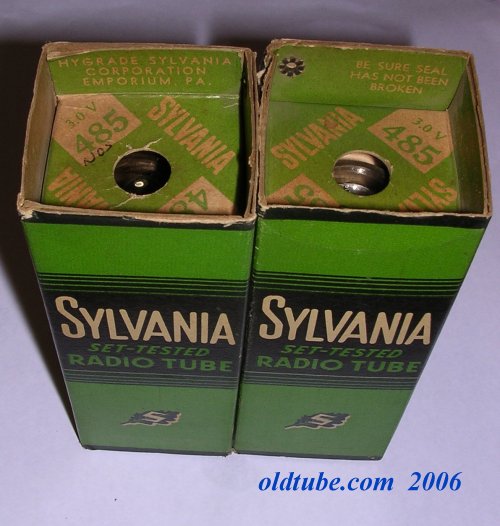 HYGRADE SYLVANIA
CORPORATION
EMPORIUM, PA.
3.0 V
485
NOS
SYLVANIA
SYLVANIA
SET-TESTED
RADIO TUBE
S
BE SURE SEAL
HAS NOT BEEN
BROKEN
3.0 V
485
SYLVANIA
SYLVANIA
SET-TESTED
RADIO TUBE
S
oldtube.com 2006